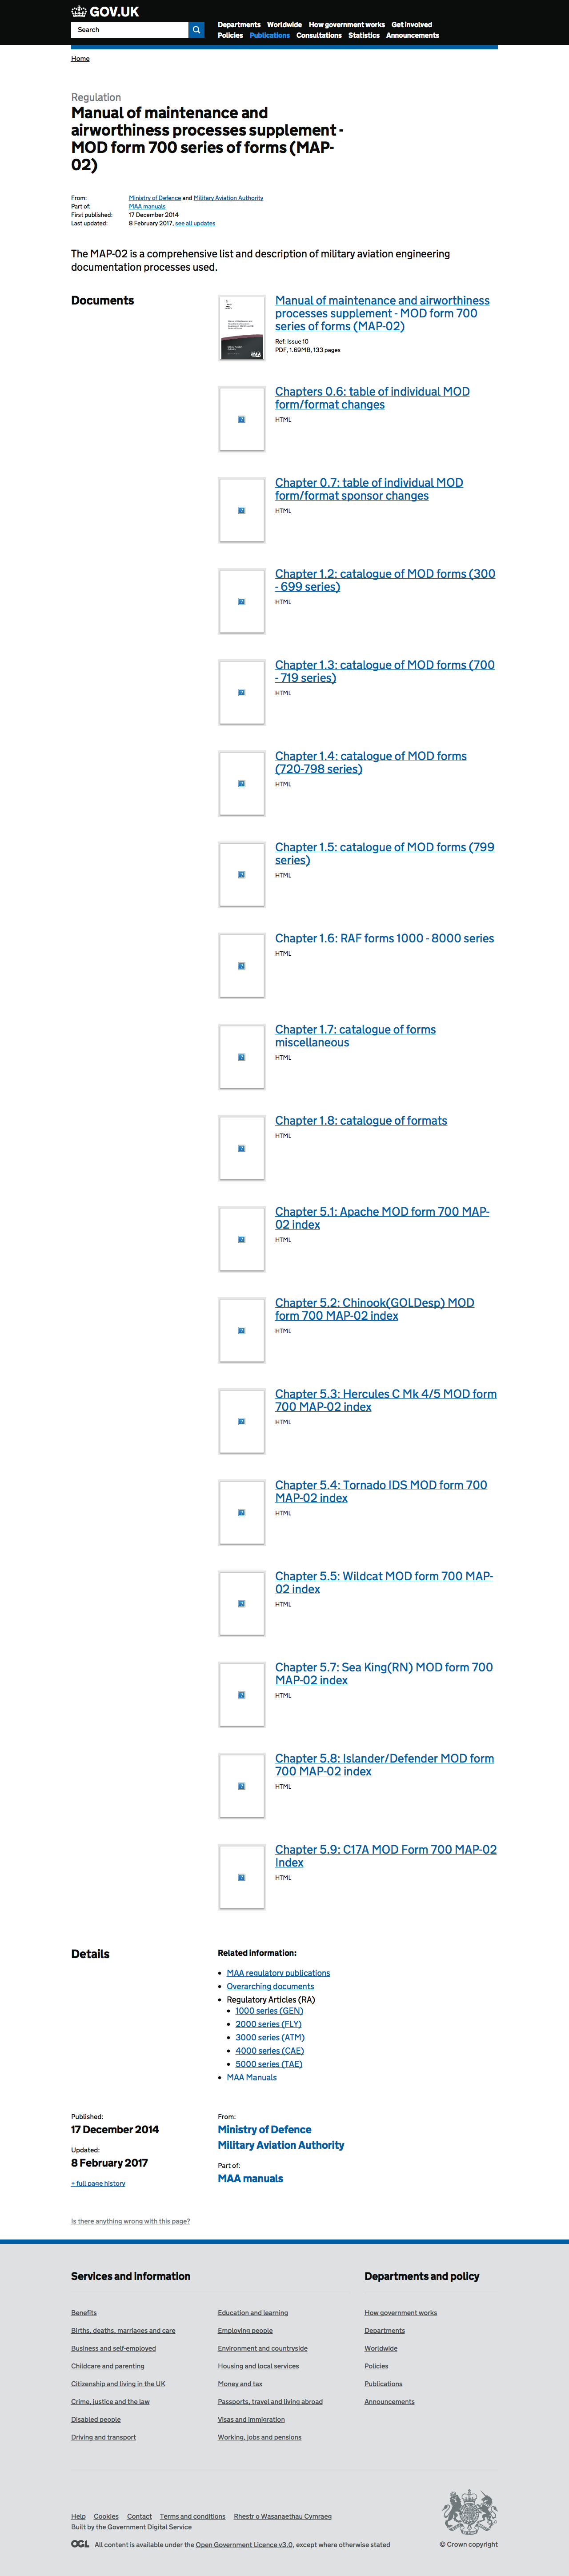 GOV.UK
Search
Departments Worldwide How government works Get involved
Policies Publications Consultations Statistics Announcements
Home
Regulation
Manual of maintenance and
airworthiness processes supplement -
MOD form 700 series of forms (MAP-
02)
From: Ministry of Defence and Military Aviation Authority
Part of: MAA manuals
First published: 17 December 2014
Last updated: 8 February 2017, see all updates
The MAP-02 is a comprehensive list and description of military aviation engineering
documentation processes used.
Documents
Manual of maintenance and airworthiness
processes supplement - MOD form 700
series of forms (MAP-02)
Ref: Issue 10
PDF, 1.69MB, 133 pages
Chapters 0.6: table of individual MOD
form/format changes
HTML
Chapter 0.7: table of individual MOD
form/format sponsor changes
HTML
Chapter 1.2: catalogue of MOD forms (300
- 699 series)
HTML
Chapter 1.3: catalogue of MOD forms (700
- 719 series)
HTML
Chapter 1.4: catalogue of MOD forms
(720-798 series)
HTML
Chapter 1.5: catalogue of MOD forms (799
series)
HTML
Chapter 1.6: RAF forms 1000 - 8000 series
HTML
Chapter 1.7: catalogue of forms
miscellaneous
HTML
Chapter 1.8: catalogue of formats
HTML
Chapter 5.1: Apache MOD form 700 MAP-
02 index
HTML
Chapter 5.2: Chinook(GOLDesp) MOD
form 700 MAP-02 index
HTML
Chapter 5.3: Hercules C Mk 4/5 MOD form
700 MAP-02 index
HTML
Chapter 5.4: Tornado IDS MOD form 700
MAP-02 index
HTML
Chapter 5.5: Wildcat MOD form 700 MAP-
02 index
HTML
Chapter 5.7: Sea King(RN) MOD form 700
MAP-02 index
HTML
Chapter 5.8: Islander/Defender MOD form
700 MAP-02 index
HTML
Chapter 5.9: C17A MOD Form 700 MAP-02
Index
HTML
Details
Related information:
MAA regulatory publications
Overarching documents
Regulatory Articles (RA)
1000 series (GEN)
2000 series (FLY)
3000 series (ATM)
4000 series (CAE)
5000 series (TAE)
MAA Manuals
Published:
17 December 2014
Updated:
8 February 2017
+ full page history
From:
Ministry of Defence
Military Aviation Authority
Part of:
MAA manuals
Is there anything wrong with this page?
Services and information
Benefits
Births, deaths, marriages and care
Business and self-employed
Childcare and parenting
Citizenship and living in the UK
Crime, justice and the law
Disabled people
Driving and transport
Education and learning
Employing people
Environment and countryside
Housing and local services
Money and tax
Passports, travel and living abroad
Visas and immigration
Working, jobs and pensions
Departments and policy
How government works
Departments
Worldwide
Policies
Publications
Announcements
Help Cookies Contact Terms and conditions Rhestr o Wasanaethau Cymraeg
Built by the Government Digital Service
OGL All content is available under the Open Government Licence v3.0, except where otherwise stated
© Crown copyright